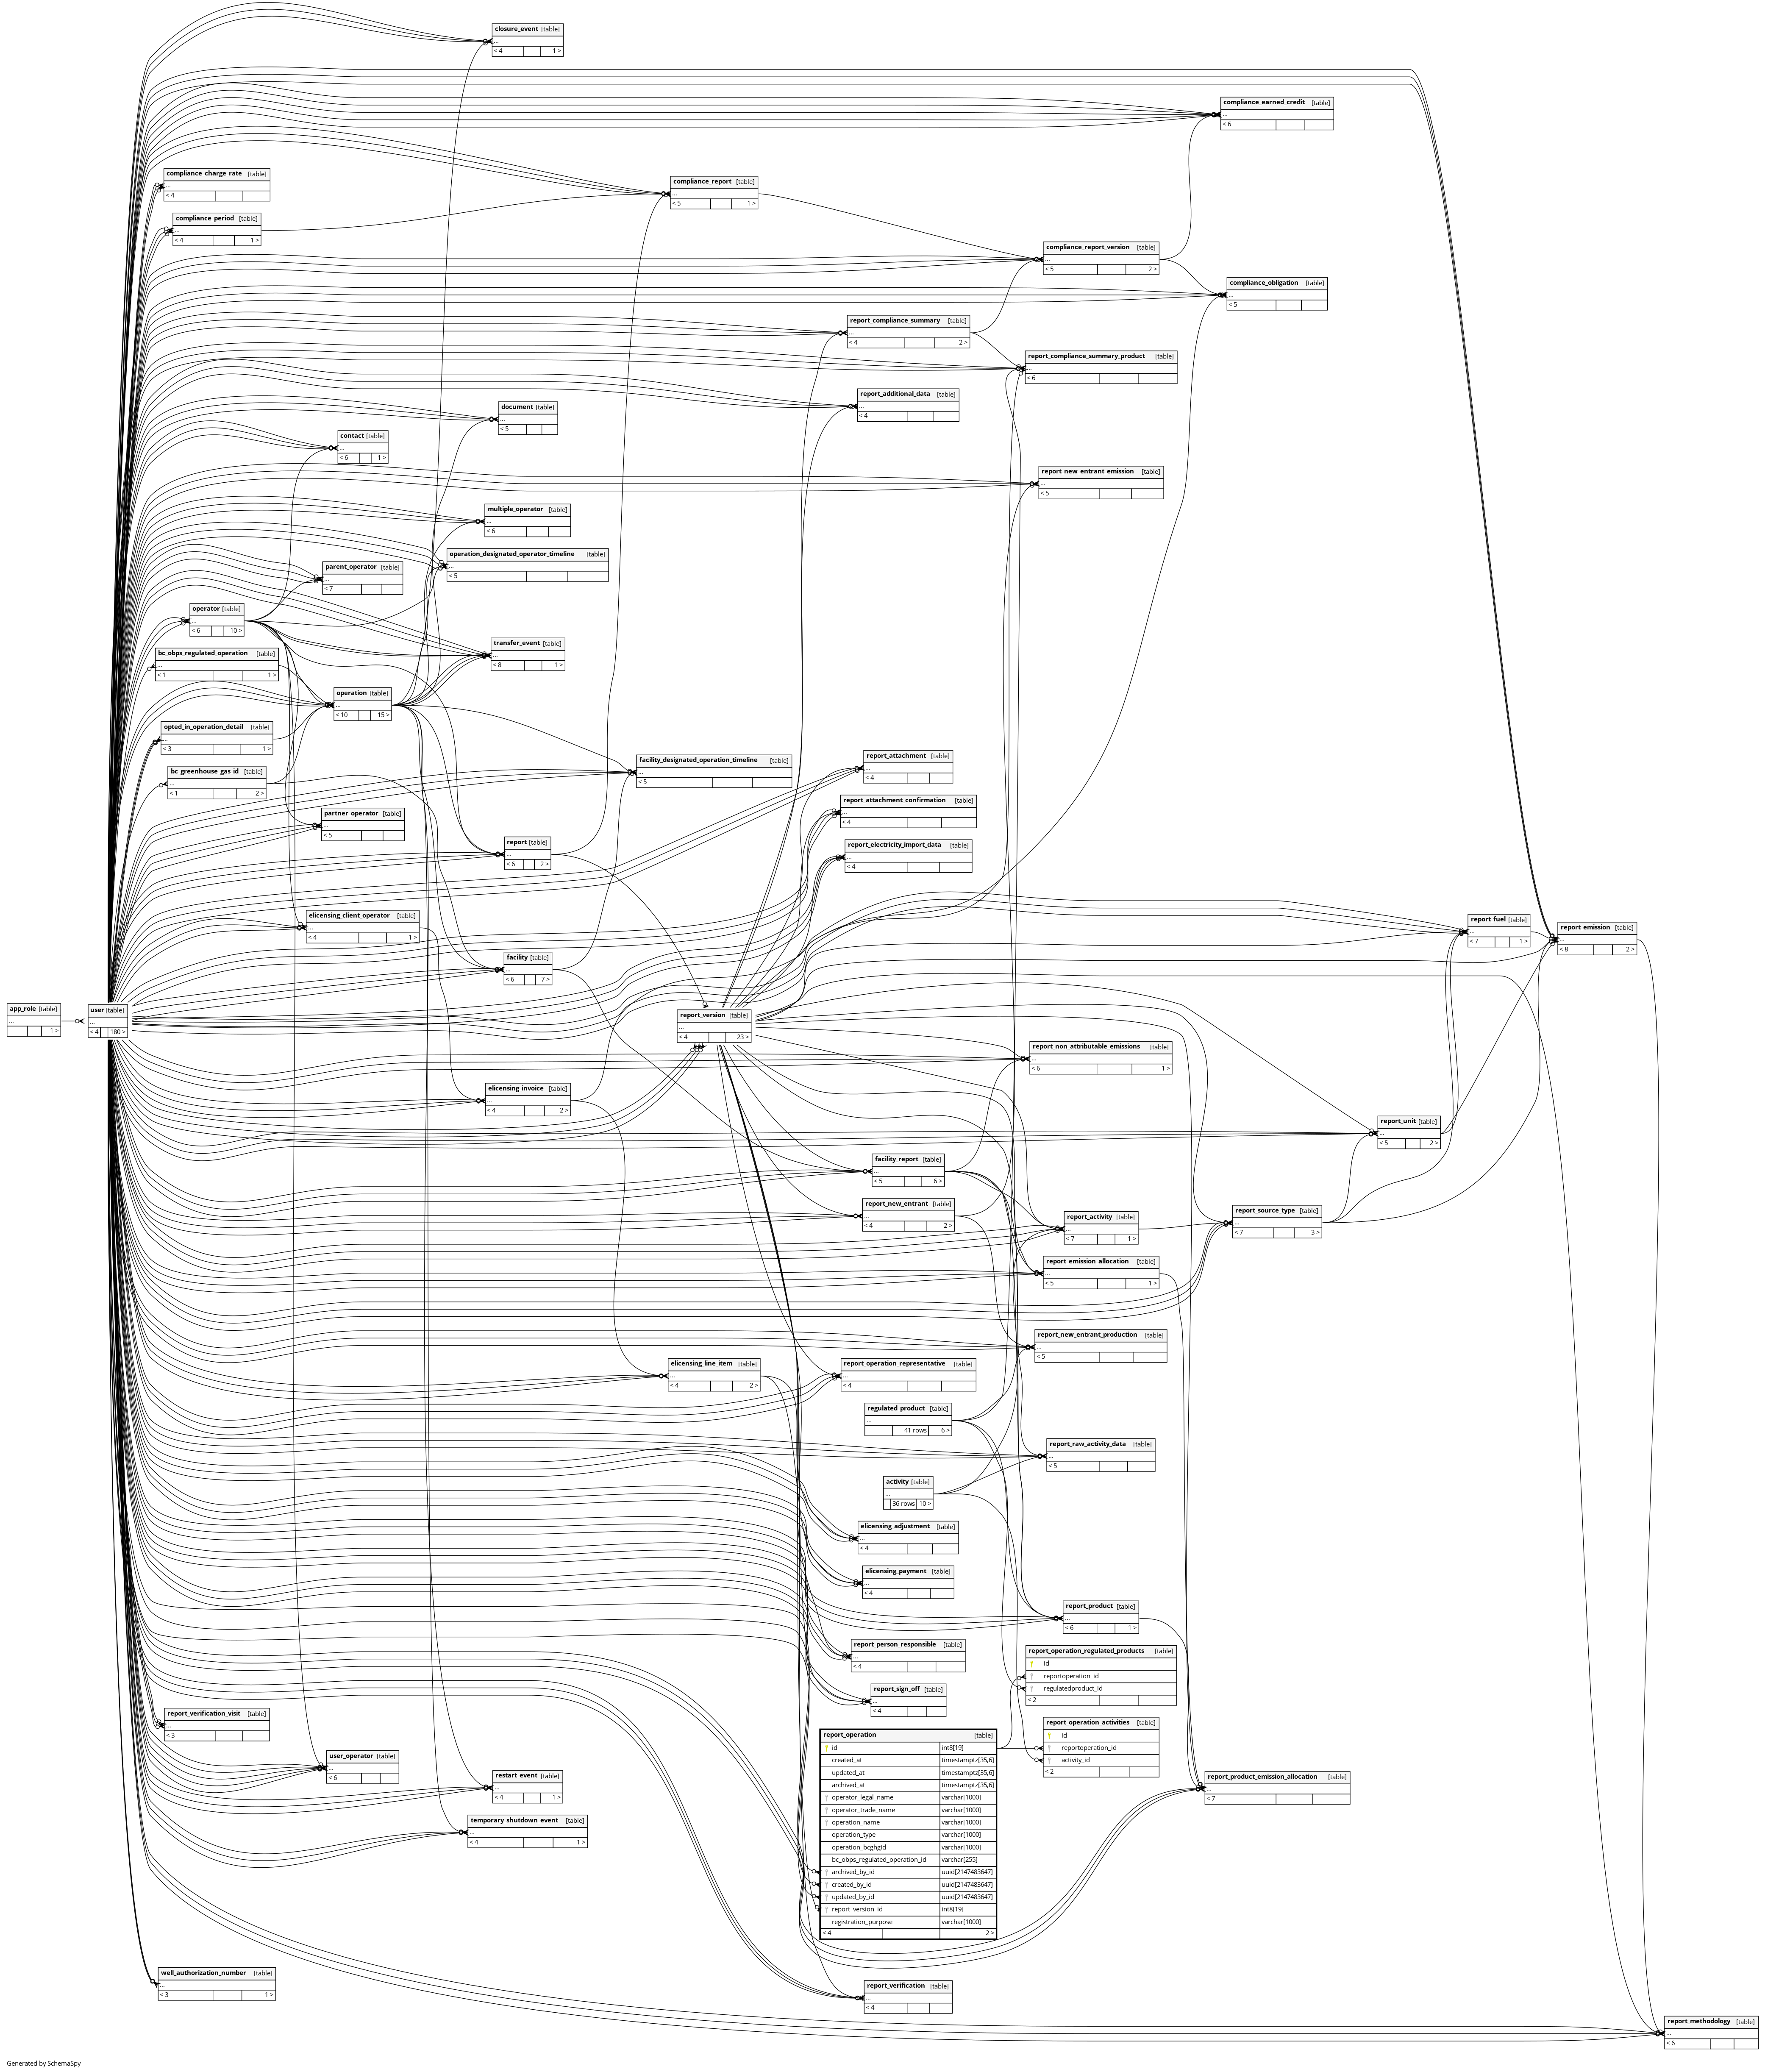 closure_event [table]
...
< 4 1 >
compliance_earned_credit [table]
...
< 6
compliance_charge_rate [table]
...
< 4
compliance_report [table]
...
< 5 1 >
compliance_period [table]
...
< 4 1 >
compliance_report_version [table]
...
< 5 2 >
compliance_obligation [table]
...
< 5
report_compliance_summary [table]
...
< 4 2 >
report_compliance_summary_product [table]
...
< 6
report_additional_data [table]
...
< 4
document [table]
...
< 5
contact [table]
...
< 6 1 >
report_new_entrant_emission [table]
...
< 5
multiple_operator [table]
...
< 6
operation_designated_operator_timeline [table]
...
< 5
parent_operator [table]
...
< 7
operator [table]
...
< 6 10 >
transfer_event [table]
...
< 8 1 >
bc_obps_regulated_operation [table]
...
< 1 1 >
operation [table]
...
< 10 15 >
opted_in_operation_detail [table]
...
< 3 1 >
facility_designated_operation_timeline [table]
...
< 5
report_attachment [table]
...
< 4
bc_greenhouse_gas_id [table]
...
< 1 2 >
report_attachment_confirmation [table]
...
< 4
partner_operator [table]
...
< 5
report [table]
...
< 6 2 >
report_electricity_import_data [table]
...
< 4
elicensing_client_operator [table]
...
< 4 1 >
report_fuel [table]
...
< 7 1 >
report_emission [table]
...
< 8 2 >
facility [table]
...
< 6 7 >
app_role [table]
...
1 >
user [table]
...
< 4 180 >
report_version [table]
...
< 4 23 >
report_non_attributable_emissions [table]
...
< 6 1 >
elicensing_invoice [table]
...
< 4 2 >
report_unit [table]
...
< 5 2 >
facility_report [table]
...
< 5 6 >
report_new_entrant [table]
...
< 4 2 >
report_activity [table]
...
< 7 1 >
report_source_type [table]
...
< 7 3 >
report_emission_allocation [table]
...
< 5 1 >
report_new_entrant_production [table]
...
< 5
elicensing_line_item [table]
...
< 4 2 >
report_operation_representative [table]
...
< 4
regulated_product [table]
...
41 rows 6 >
report_raw_activity_data [table]
...
< 5
activity [table]
...
36 rows 10 >
elicensing_adjustment [table]
...
< 4
elicensing_payment [table]
...
< 4
report_product [table]
...
< 6 1 >
report_person_responsible [table]
...
< 4
report_operation_regulated_products [table]
id
reportoperation_id
regulatedproduct_id
< 2
report_sign_off [table]
...
< 4
report_verification_visit [table]
...
< 3
report_operation_activities [table]
id
reportoperation_id
activity_id
< 2
report_operation [table]
id int8[19]
created_at timestamptz[35,6]
updated_at timestamptz[35,6]
archived_at timestamptz[35,6]
operator_legal_name varchar[1000]
operator_trade_name varchar[1000]
operation_name varchar[1000]
operation_type varchar[1000]
operation_bcghgid varchar[1000]
bc_obps_regulated_operation_id varchar[255]
archived_by_id uuid[2147483647]
created_by_id uuid[2147483647]
updated_by_id uuid[2147483647]
report_version_id int8[19]
registration_purpose varchar[1000]
< 4 2 >
user_operator [table]
...
< 6
restart_event [table]
...
< 4 1 >
report_product_emission_allocation [table]
...
< 7
temporary_shutdown_event [table]
...
< 4 1 >
well_authorization_number [table]
...
< 3 1 >
report_verification [table]
...
< 4
report_methodology [table]
...
< 6
Generated by SchemaSpy